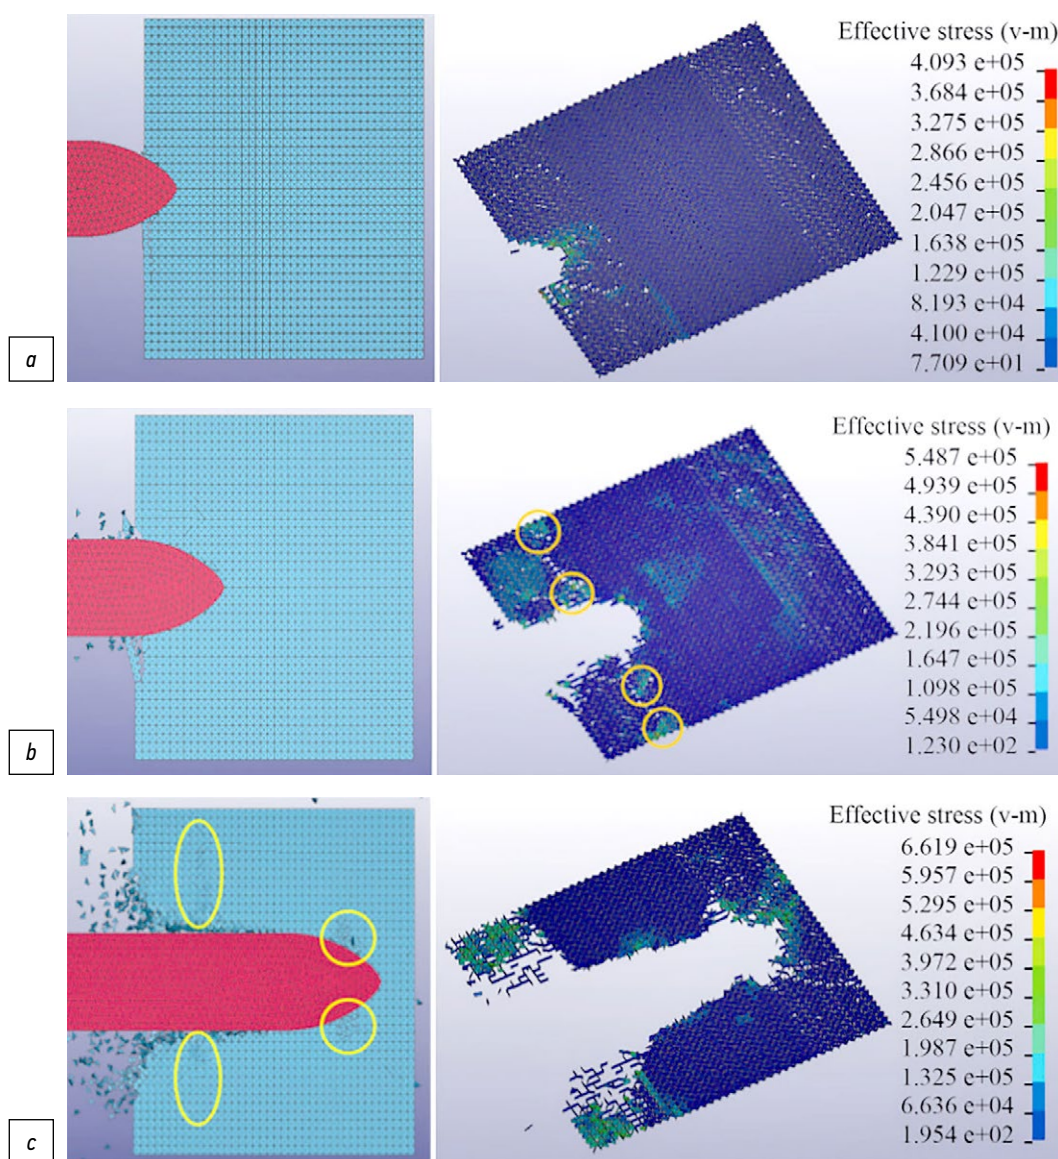 Effective stress (v-m)
4.093 e+05
3.684 e+05
3.275 e+05
2.866 e+05
2.456 e+05
2.047 e+05
1.638 e+05
1.229 e+05
8.193 e+04
4.100 e+04
7.709 e+01
a
Effective stress (v-m)
5.487 e+05
4.939 e+05
4.390 e+05
3.841 e+05
3.293 e+05
2.744 e+05
2.196 e+05
1.647 e+05
1.098 e+05
5.498 e+04
1.230 e+02
b
Effective stress (v-m)
6.619 e+05
5.957 e+05
5.295 e+05
4.634 e+05
3.972 e+05
3.310 e+05
2.649 e+05
1.987 e+05
1.325 e+05
6.636 e+04
1.954 e+02
c